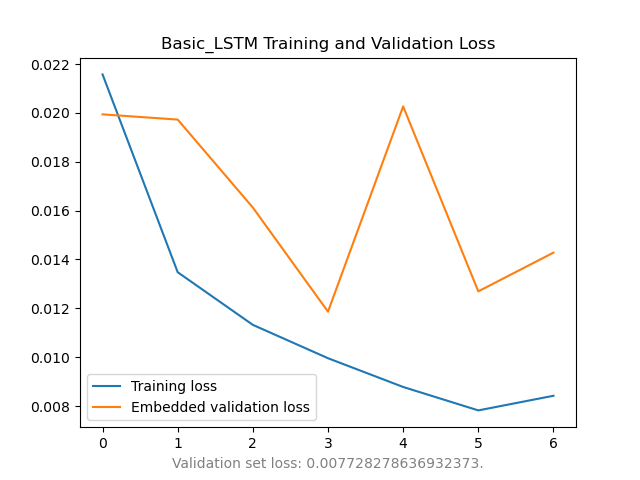 Basic_LSTM Training and Validation Loss
0.022
0.020
0.018
0.016
0.014
0.012
0.010
0.008
Training loss
Embedded validation loss
0 1 2 3 4 5 6
Validation set loss: 0.007728278636932373.